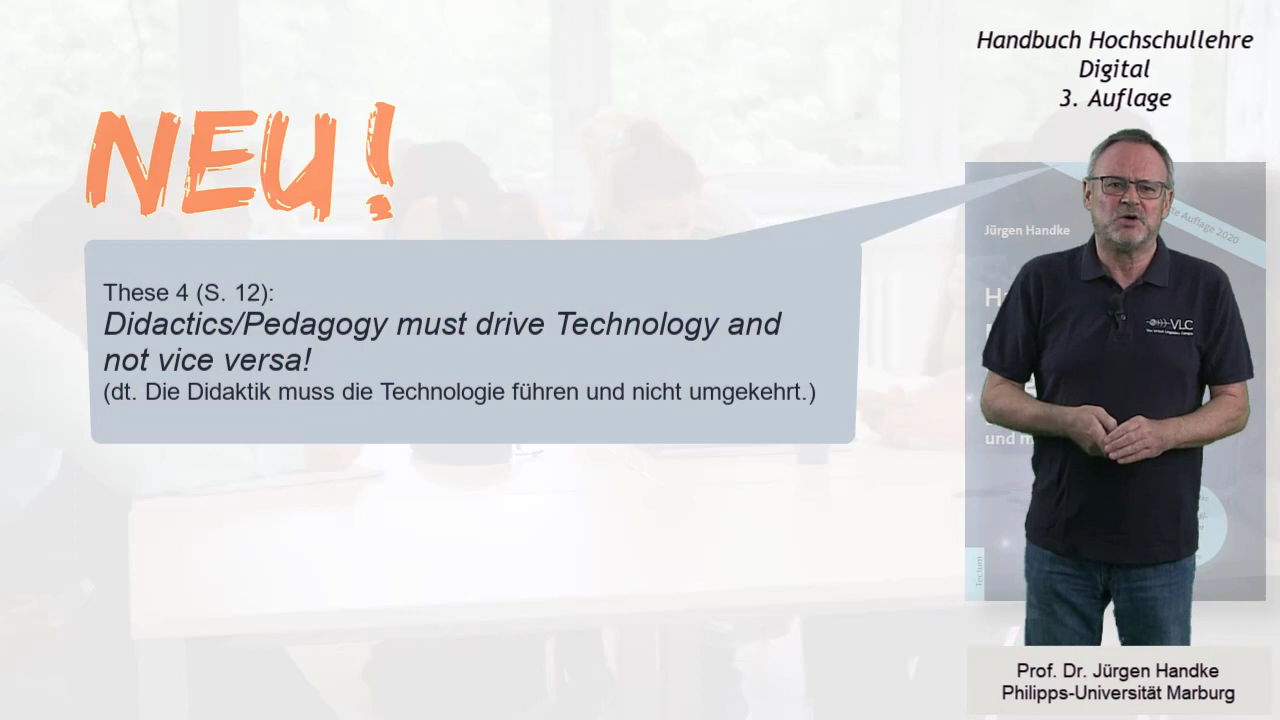 Handbuch Hochschullehre
Digital
3. Auflage
NEU!
These 4 (S. 12):
Didactics/Pedagogy must drive Technology and
not vice versa!
(dt. Die Didaktik muss die Technologie führen und nicht umgekehrt.)
Auflage 2020
Jürgen Handke
VLC
und
Tectum
Prof. Dr. Jürgen Handke
Philipps-Universität Marburg